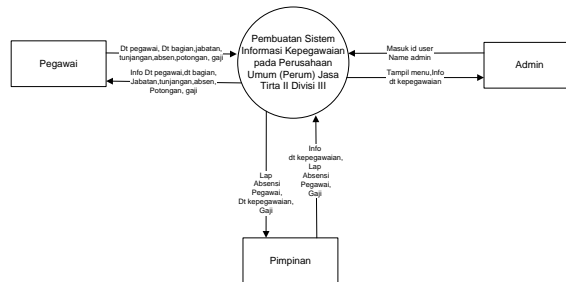 Pegawai
Dt pegawai, Dt bagian,jabatan,
tunjangan,absen,potongan, gaji
Info Dt pegawai,dt bagian,
Jabatan,tunjangan,absen,
Potongan, gaji
Pembuatan Sistem
Informasi Kepegawaian
pada Perusahaan
Umum (Perum) Jasa
Tirta II Divisi III
Masuk id user
Name admin
Tampil menu,Info
dt kepegawaian
Admin
Lap
Absensi
Pegawai,
Dt kepegawaian,
Gaji
Info
dt kepegawaian,
Lap
Absensi
Pegawai,
Gaji
Pimpinan